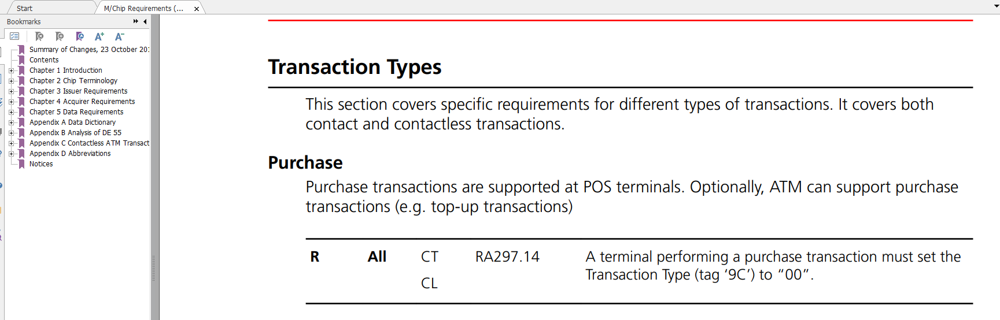 Start
M/Chip Requirements (...
Bookmarks
Summary of Changes, 23 October 201
Contents
Chapter 1 Introduction
Chapter 2 Chip Terminology
Chapter 3 Issuer Requirements
Chapter 4 Acquirer Requirements
Chapter 5 Data Requirements
Appendix A Data Dictionary
Appendix B Analysis of DE 55
Appendix C Contactless ATM Transact
Appendix D Abbreviations
Notices
Transaction Types
This section covers specific requirements for different types of transactions. It covers both
contact and contactless transactions.
Purchase
Purchase transactions are supported at POS terminals. Optionally, ATM can support purchase
transactions (e.g. top-up transactions)
R All CT RA297.14 A terminal performing a purchase transaction must set the
Transaction Type (tag ‘9C’) to “00”.
CL